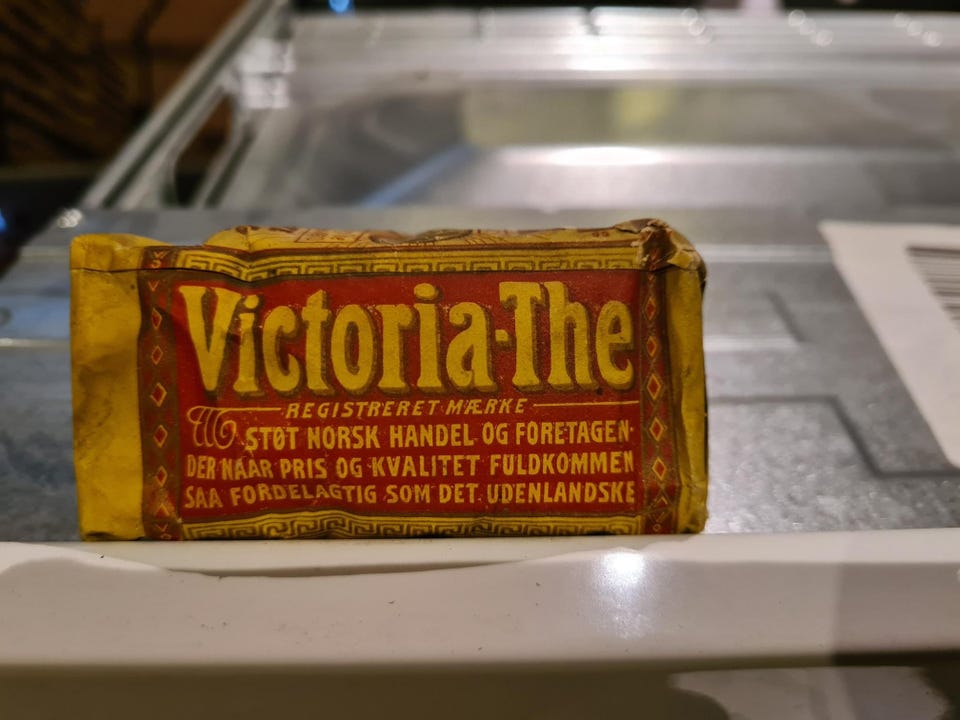 Victoria-The
REGISTRERET MÆRKE
STØT NORSK HANDEL OG FORETAGEN-
DER NAAR PRIS OG KVALITET FULDKOMMEN
SAA FORDELAGTIG SOM DET UDENLANDSKE